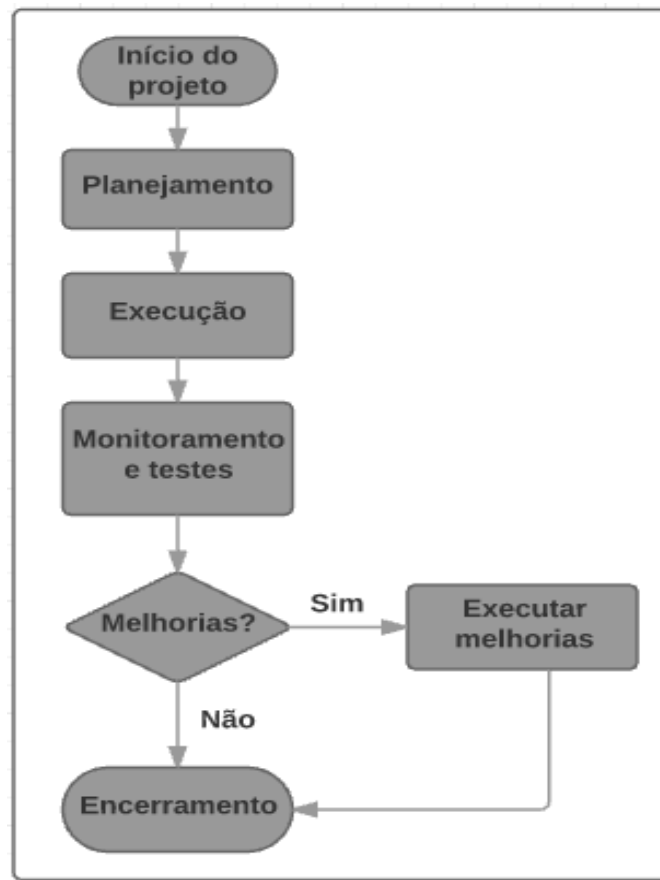 Início do
projeto
Planejamento
Execução
Monitoramento
e testes
Melhorias?
Sim
Executar
melhorias
Não
Encerramento